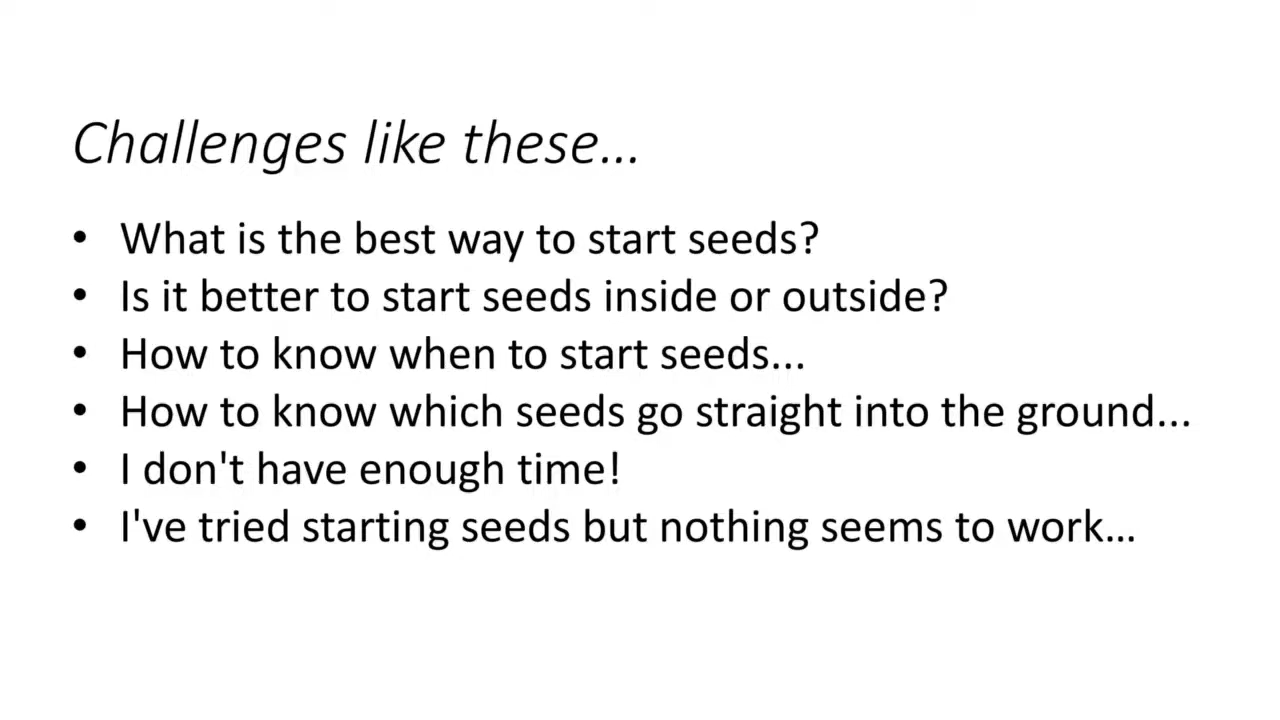 Challenges like these...
• What is the best way to start seeds?
• Is it better to start seeds inside or outside?
• How to know when to start seeds...
• How to know which seeds go straight into the ground...
• I don't have enough time!
• I've tried starting seeds but nothing seems to work...